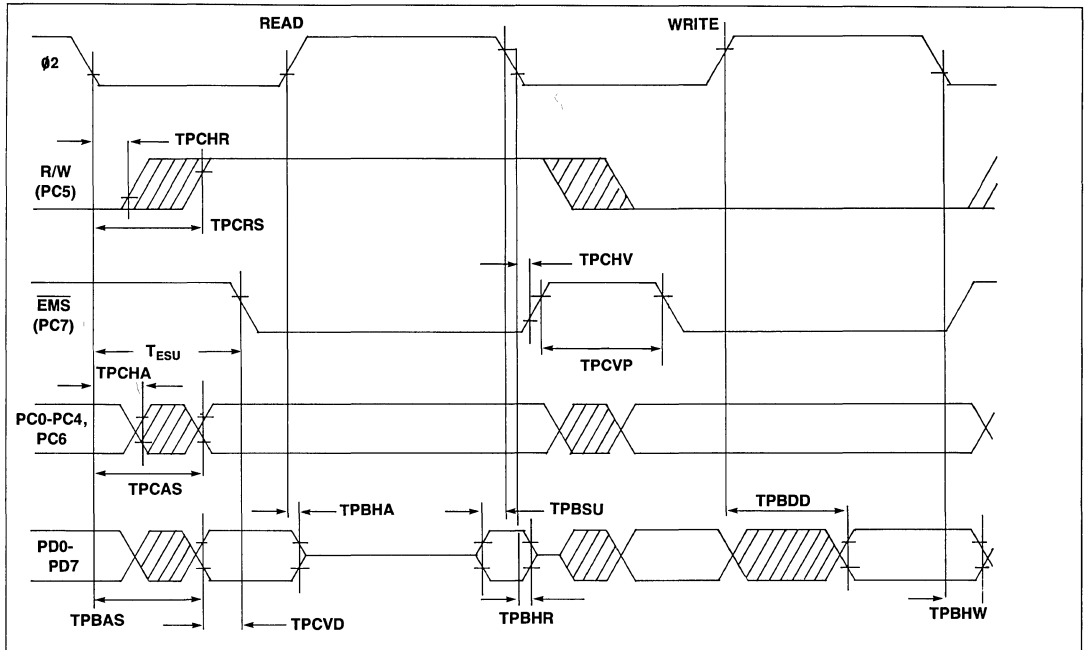 READ
WRITE
ø2
TPCHR
R/W
(PC5)
TPCRS
TPCHV
EMS
(PC7)
TESU
TPCVP
TPCHA
PC0-PC4,
PC6
TPCAS
TPBHA
TPBSU
TPBDD
PD0-
PD7
TPBAS
TPCVD
TPBHR
TPBHW